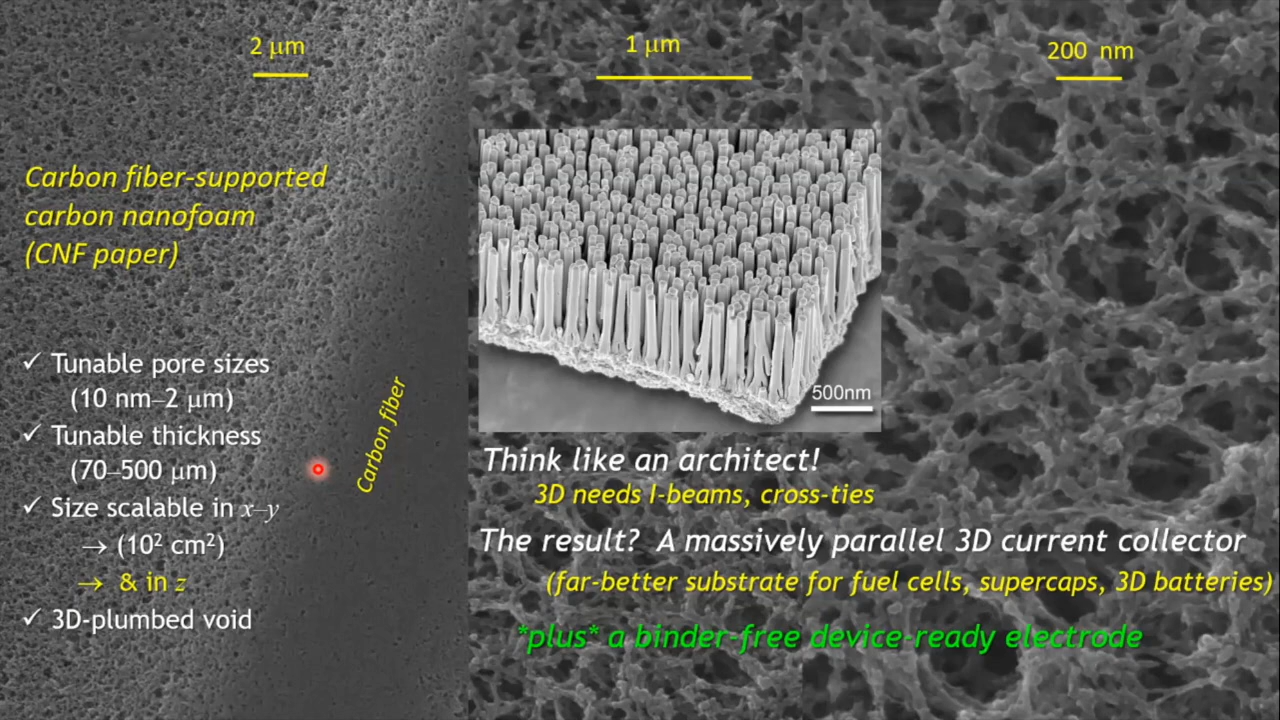 2 μm
1 μm
200 nm
Carbon fiber-supported
carbon nanofoam
(CNF paper)
✓ Tunable pore sizes
(10 nm–2 μm)
✓ Tunable thickness
(70–500 μm)
✓ Size scalable in x–y
→ (10² cm²)
→ & in z
✓ 3D-plumbed void
Carbon fiber
500nm
Think like an architect!
3D needs I-beams, cross-ties
The result? A massively parallel 3D current collector
(far-better substrate for fuel cells, supercaps, 3D batteries)
*plus* a binder-free device-ready electrode